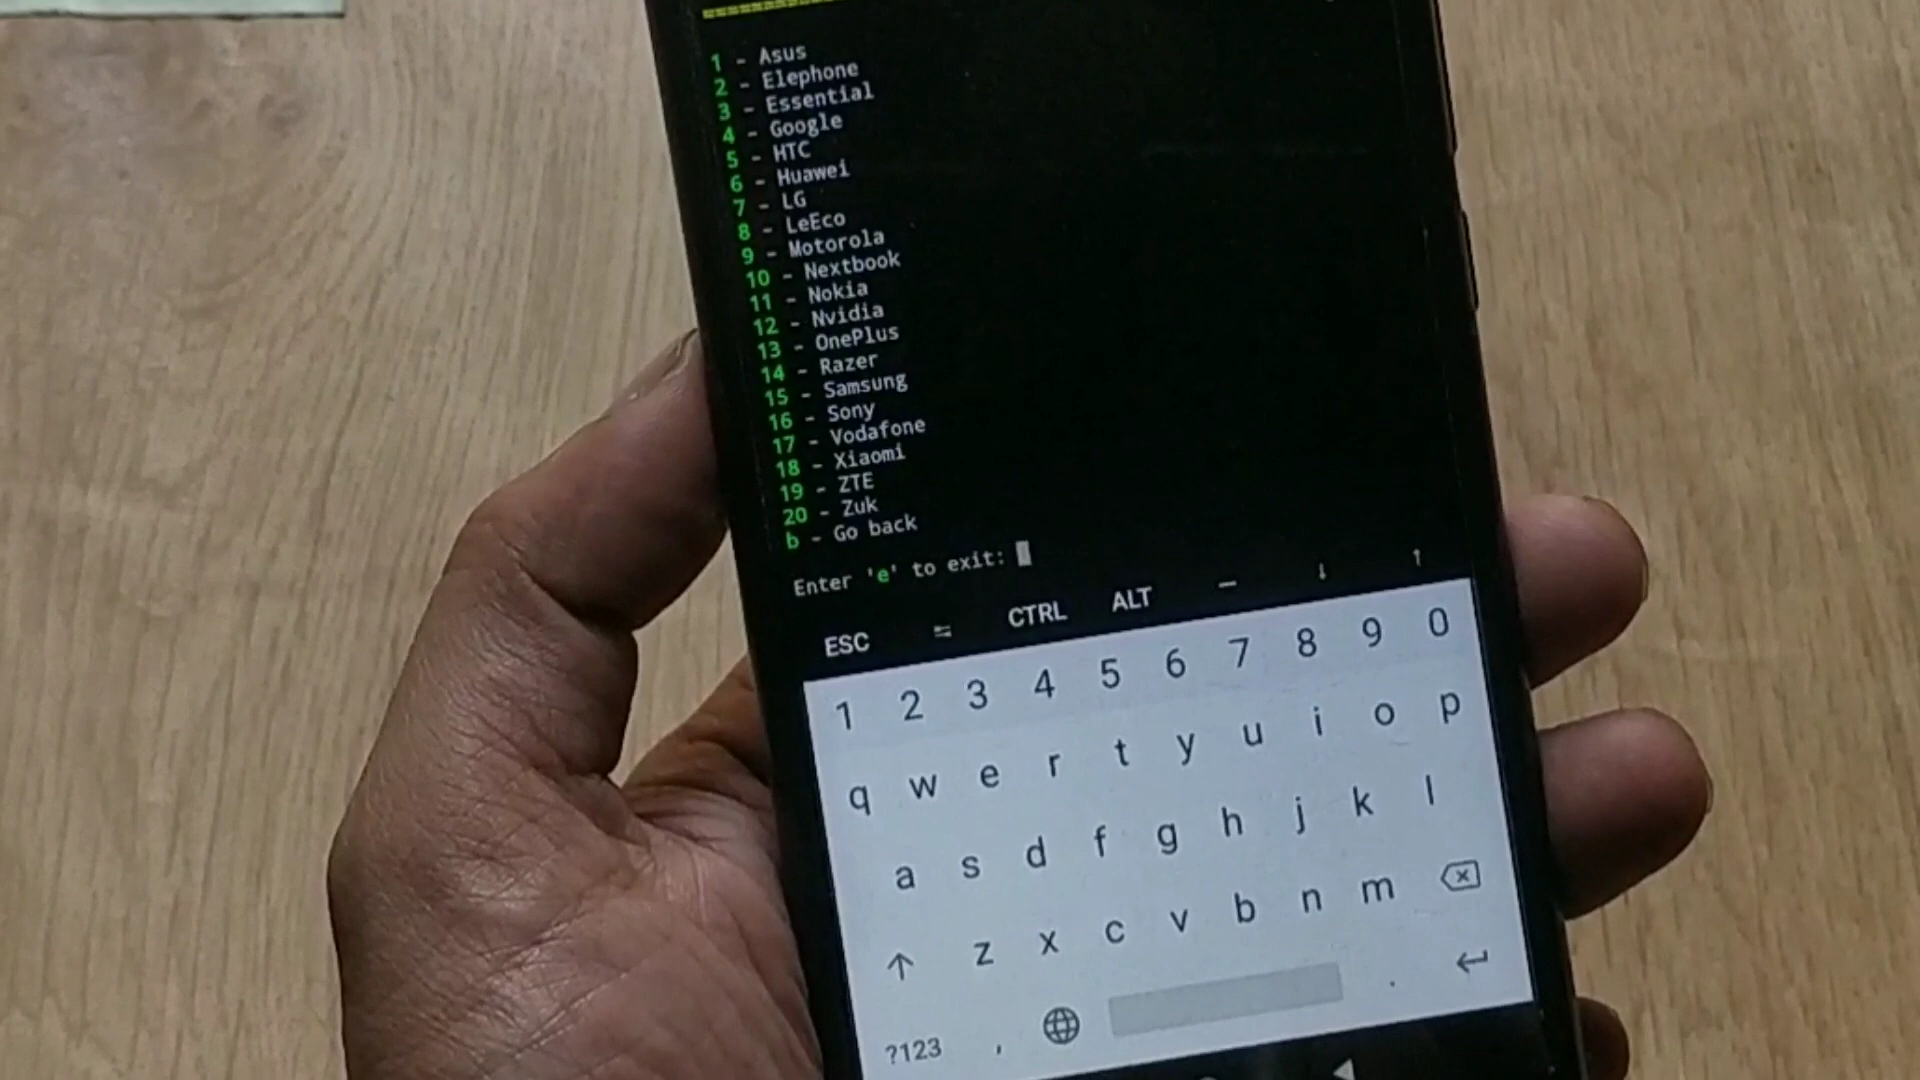 1 - Asus
2 - Elephone
3 - Essential
4 - Google
5 - HTC
6 - Huawei
7 - LG
8 - LeEco
9 - Motorola
10 - Nextbook
11 - Nokia
12 - Nvidia
13 - OnePlus
14 - Razer
15 - Samsung
16 - Sony
17 - Vodafone
18 - Xiaomi
19 - ZTE
20 - Zuk
b - Go back
Enter 'e' to exit:
ESC CTRL ALT — ↓ ↑
1 2 3 4 5 6 7 8 9 0
q w e r t y u i o p
a s d f g h j k l
z x c v b n m
?123 , .